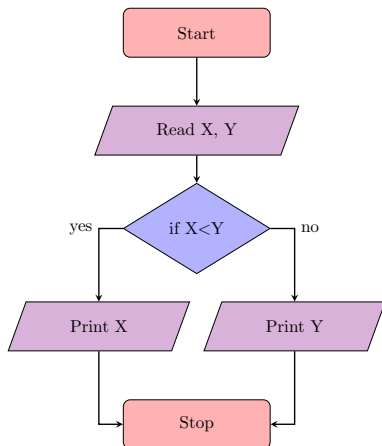 Start
Read X, Y
if X<Y
yes
no
Print X
Print Y
Stop